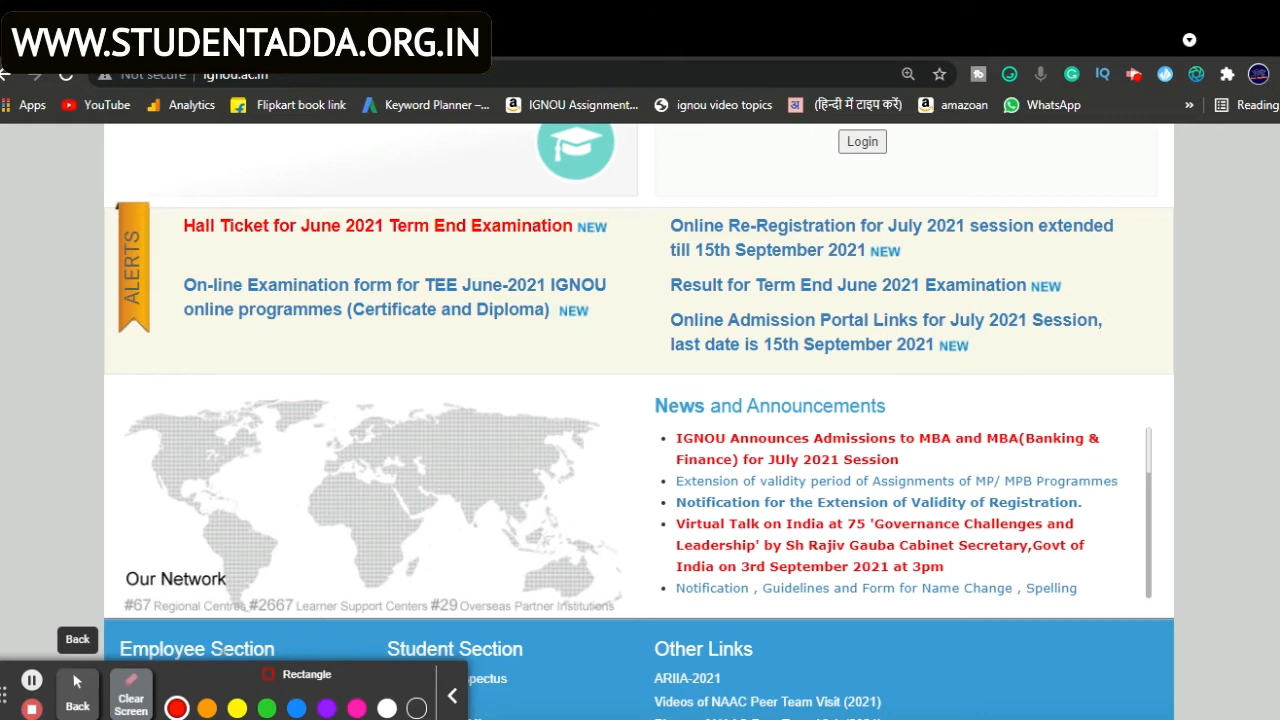 WWW.STUDENTADDA.ORG.IN
Not secure | ignou.ac.in
Apps YouTube Analytics Flipkart book link Keyword Planner –... IGNOU Assignment... ignou video topics अ (हिन्दी में टाइप करें) amazoan WhatsApp » Reading
Login
ALERTS
Hall Ticket for June 2021 Term End Examination NEW
On-line Examination form for TEE June-2021 IGNOU
online programmes (Certificate and Diploma) NEW
Online Re-Registration for July 2021 session extended
till 15th September 2021 NEW
Result for Term End June 2021 Examination NEW
Online Admission Portal Links for July 2021 Session,
last date is 15th September 2021 NEW
News and Announcements
• IGNOU Announces Admissions to MBA and MBA(Banking &
Finance) for JUly 2021 Session
• Extension of validity period of Assignments of MP/ MPB Programmes
• Notification for the Extension of Validity of Registration.
• Virtual Talk on India at 75 'Governance Challenges and
Leadership' by Sh Rajiv Gauba Cabinet Secretary,Govt of
India on 3rd September 2021 at 3pm
• Notification , Guidelines and Form for Name Change , Spelling
Our Network
#67 Regional Centres #2667 Learner Support Centers #29 Overseas Partner Institutions
Back
Employee Section
Student Section
Other Links
ARIIA-2021
Videos of NAAC Peer Team Visit (2021)
Rectangle
Back
Clear
Screen